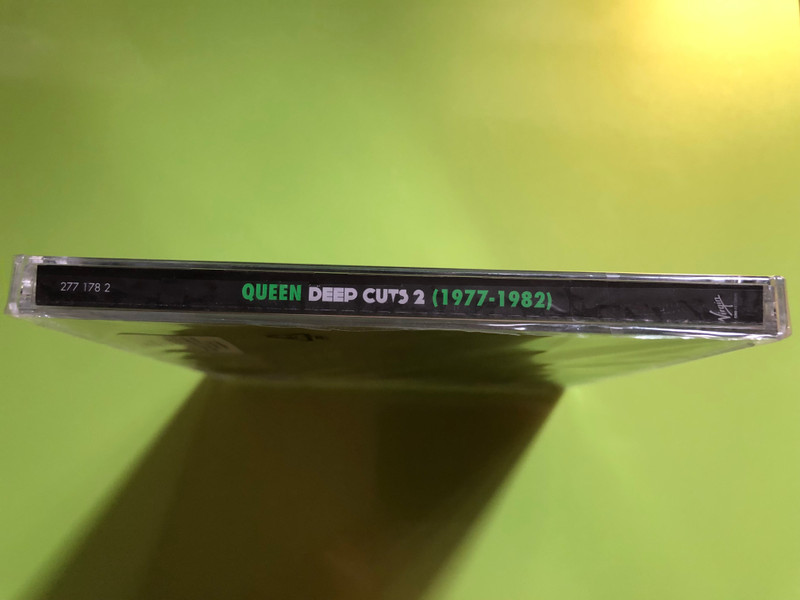 277 178 2
QUEEN DEEP CUTS 2 (1977-1982)
Virgin